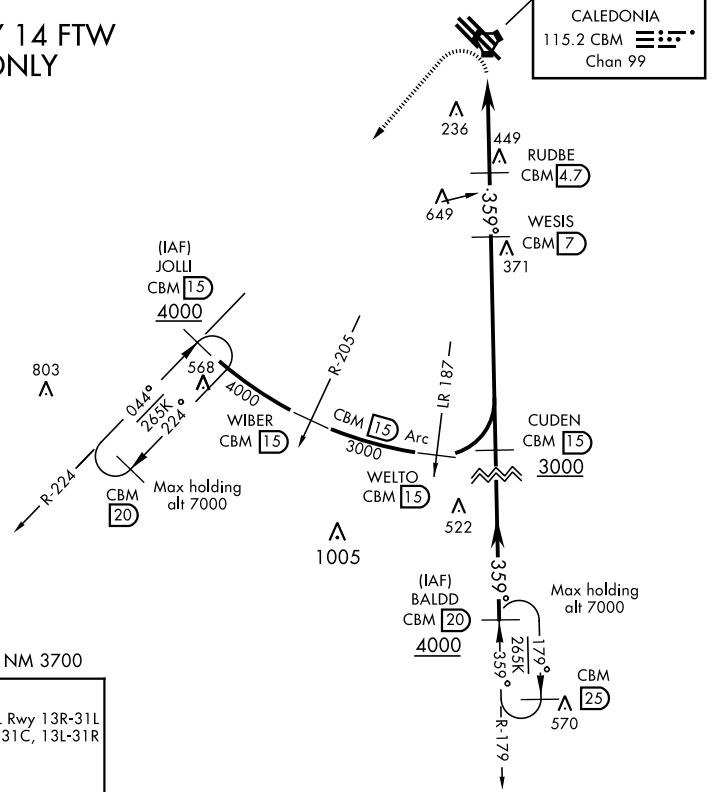 Y 14 FTW
ONLY
CALEDONIA
115.2 CBM
Chan 99
236
449
RUDBE
CBM 4.7
649
359°
WESIS
CBM 7
371
(IAF)
JOLLI
CBM 15
4000
803
568
044°
265K
224°
R-224
CBM
20
Max holding
alt 7000
4000
WIBER
CBM 15
R-205
CBM 15 Arc
3000
LR 187
WELTO
CBM 15
CUDEN
CBM 15
3000
522
1005
359°
(IAF)
BALDD
CBM 20
4000
Max holding
alt 7000
359°
265K
179°
CBM
25
570
R-179
NM 3700
Rwy 13R-31L
31C, 13L-31R